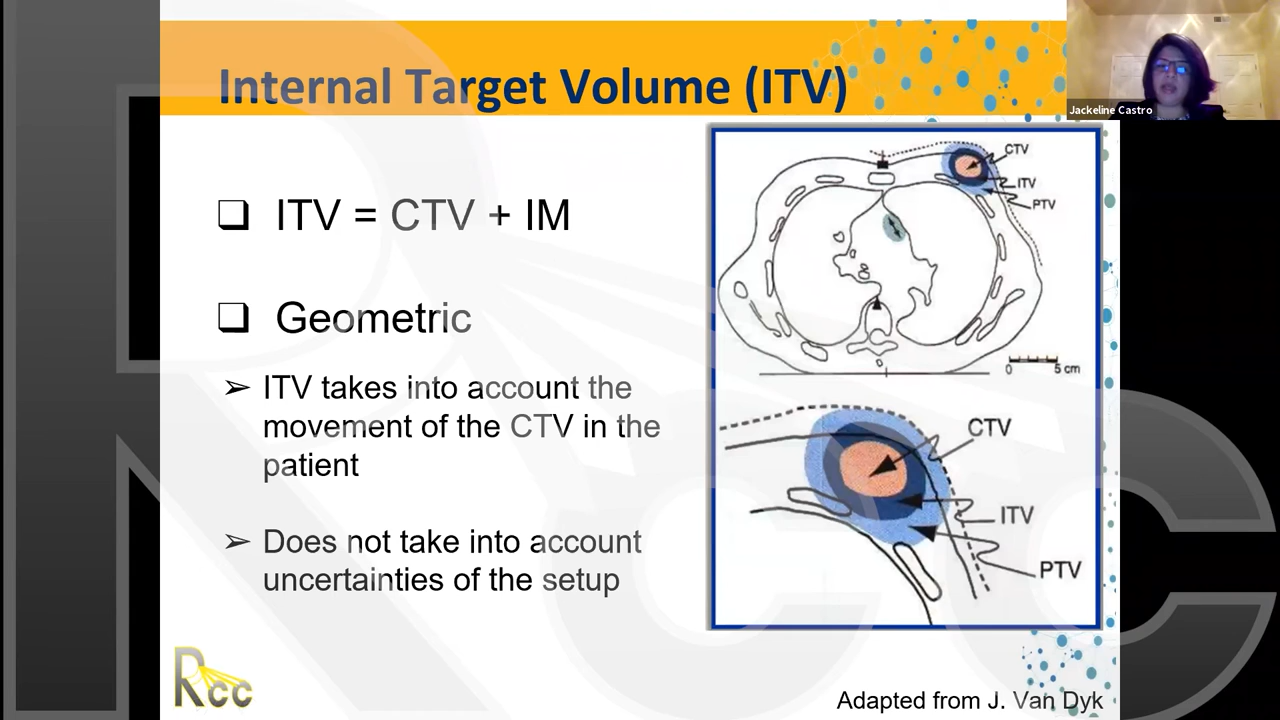 Internal Target Volume (ITV)
Jackeline Castro
❑ ITV = CTV + IM
❑ Geometric
➢ ITV takes into account the
movement of the CTV in the
patient
➢ Does not take into account
uncertainties of the setup
CTV
ITV
PTV
0 5 cm
CTV
ITV
PTV
Rcc
Adapted from J. Van Dyk